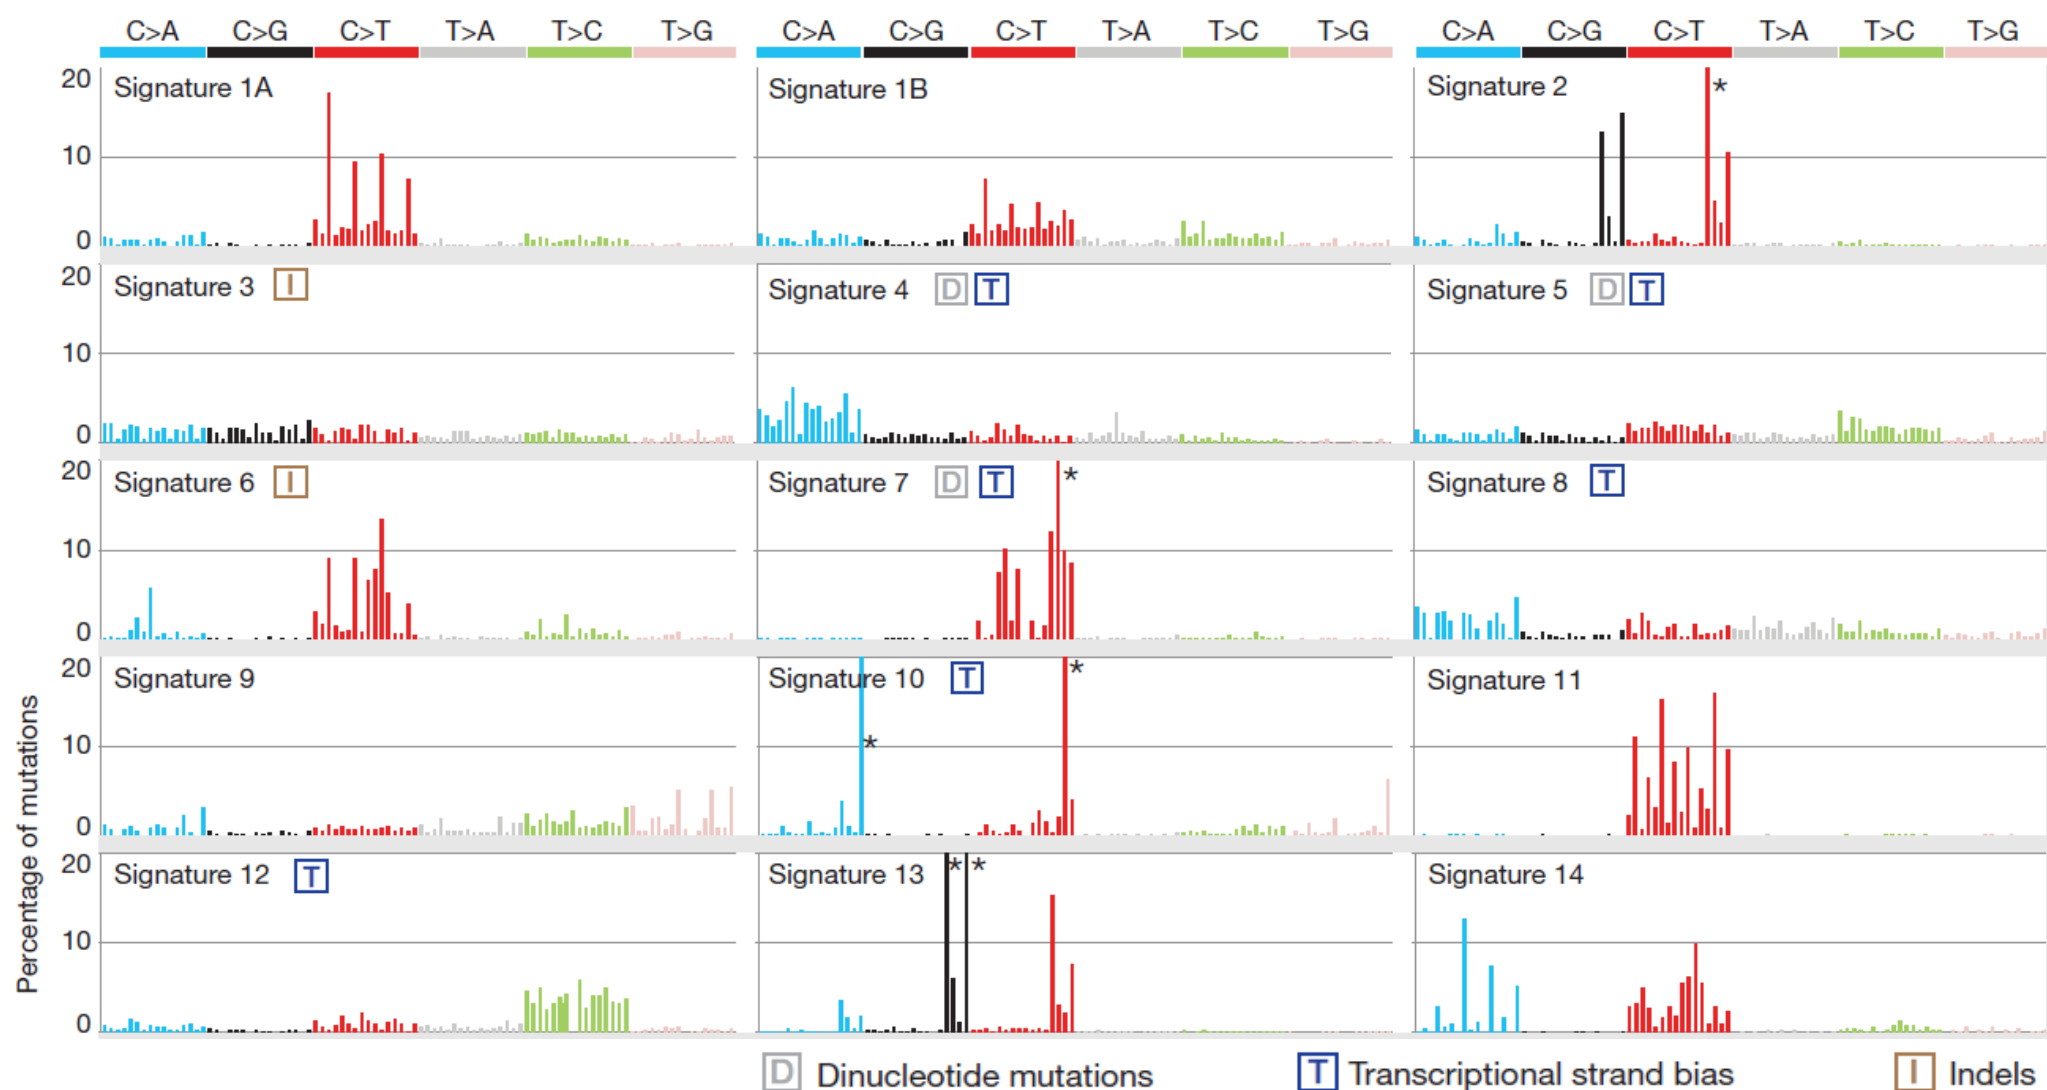 C>A C>G C>T T>A T>C T>G C>A C>G C>T T>A T>C T>G C>A C>G C>T T>A T>C T>G
20 Signature 1A Signature 1B Signature 2 *
10
0
20 Signature 3 I Signature 4 D T Signature 5 D T
10
0
20 Signature 6 I Signature 7 D T * Signature 8 T
10
0
20 Signature 9 Signature 10 T * * Signature 11
10
0
20 Signature 12 T Signature 13 * * Signature 14
10
0
Percentage of mutations
D Dinucleotide mutations T Transcriptional strand bias I Indels